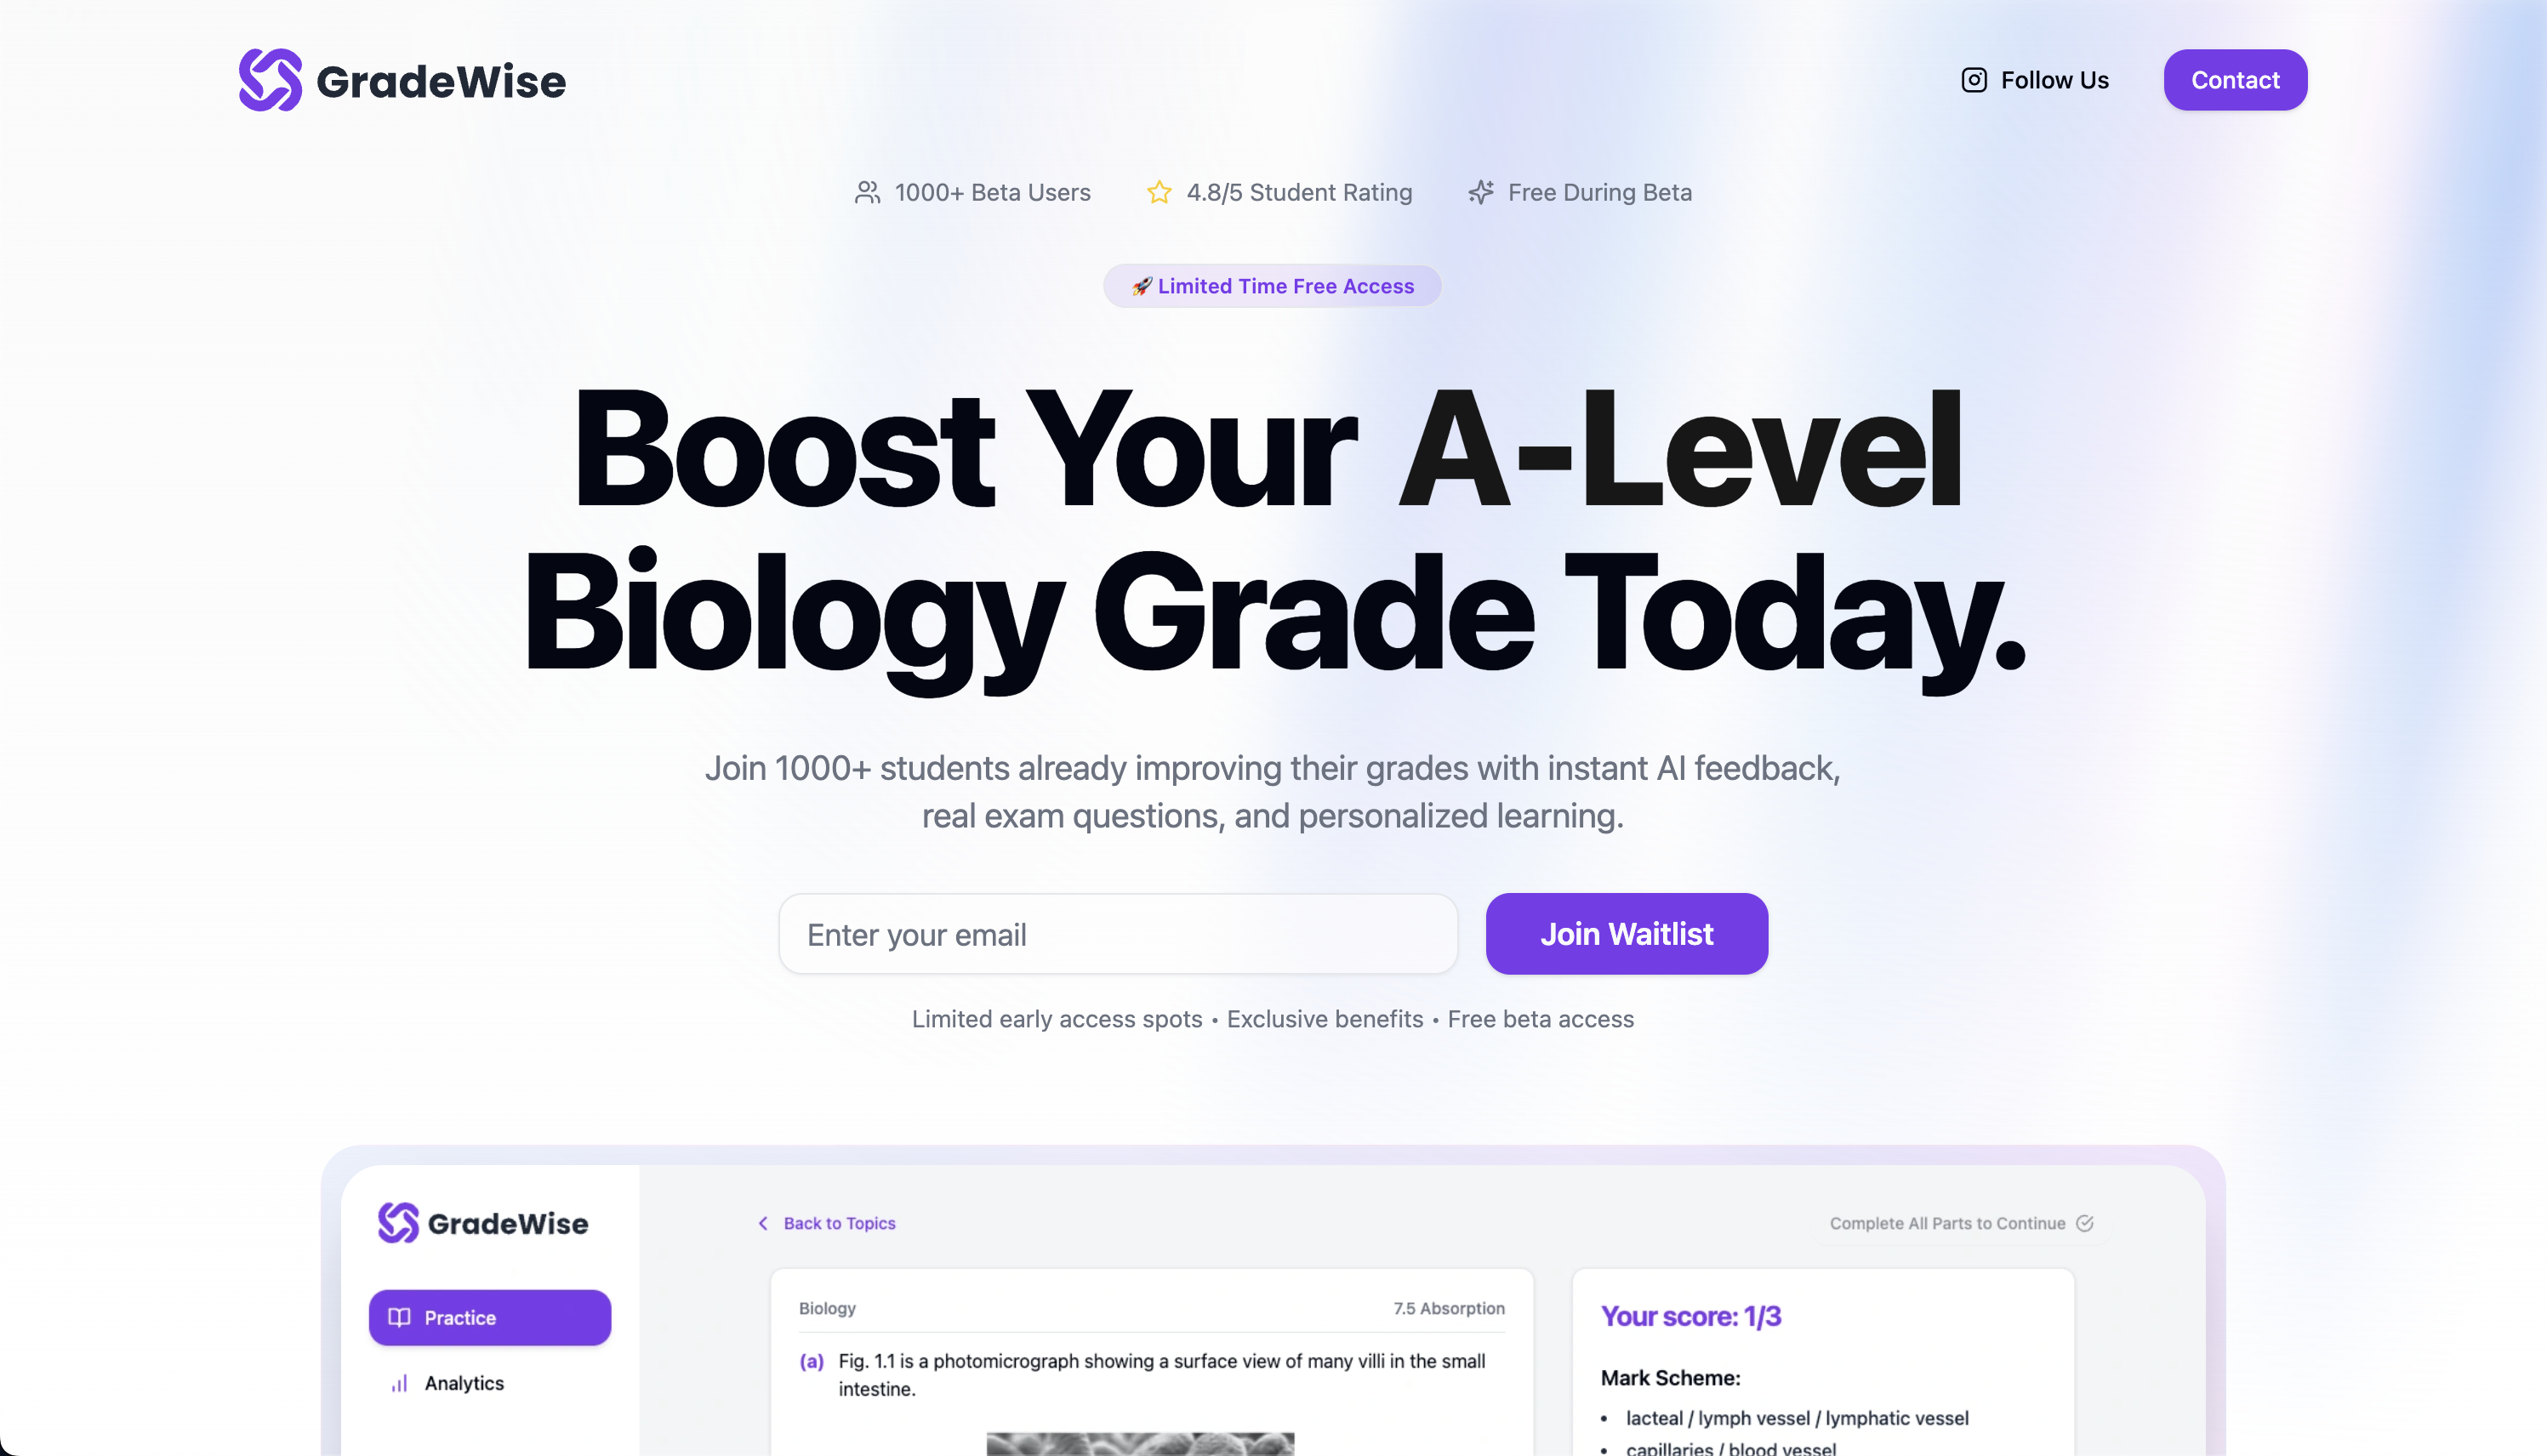 GradeWise
Follow Us
Contact
1000+ Beta Users
4.8/5 Student Rating
Free During Beta
🚀 Limited Time Free Access
Boost Your A-Level
Biology Grade Today.
Join 1000+ students already improving their grades with instant AI feedback,
real exam questions, and personalized learning.
Enter your email
Join Waitlist
Limited early access spots • Exclusive benefits • Free beta access
GradeWise
Back to Topics
Complete All Parts to Continue
Practice
Analytics
Biology
7.5 Absorption
(a) Fig. 1.1 is a photomicrograph showing a surface view of many villi in the small
intestine.
Your score: 1/3
Mark Scheme:
• lacteal / lymph vessel / lymphatic vessel
• capillaries / blood vessel